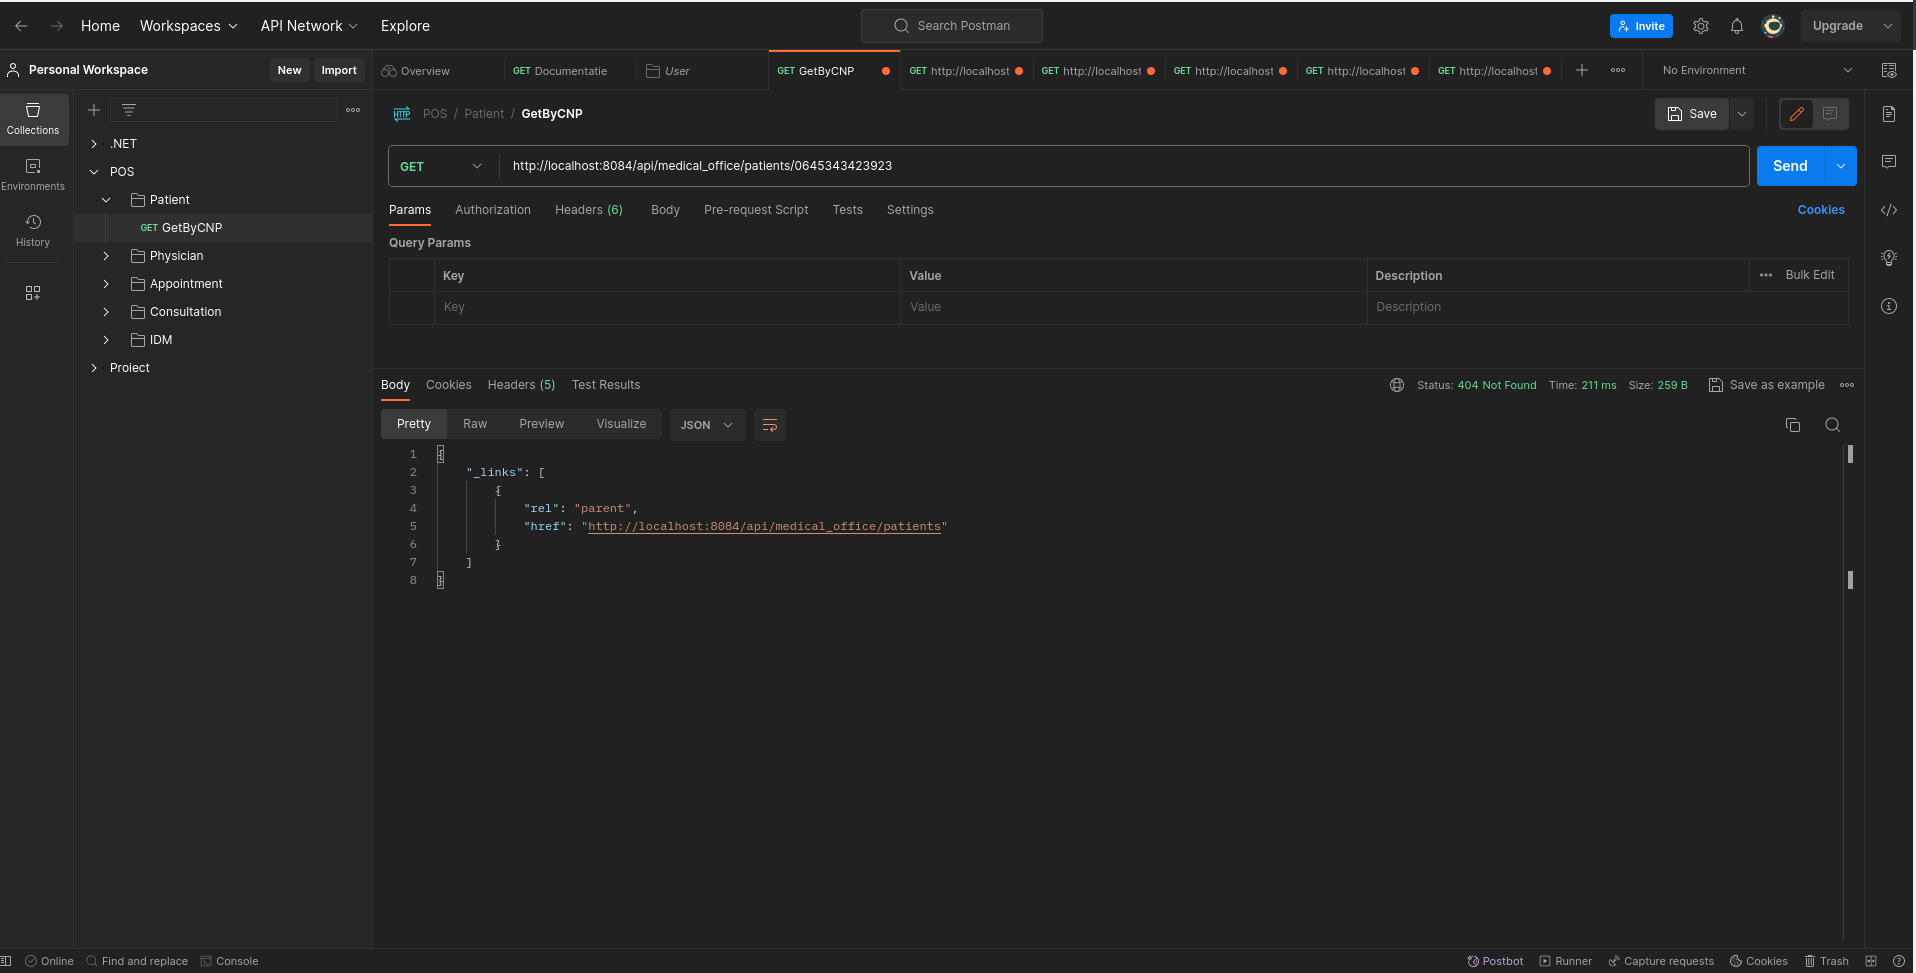 Home Workspaces API Network Explore Search Postman Invite Upgrade
Personal Workspace New Import Overview GET Documentatie User GET GetByCNP GET http://localhost GET http://localhost GET http://localhost GET http://localhost GET http://localhost No Environment
Collections
Environments
History
.NET
POS
Patient
GET GetByCNP
Physician
Appointment
Consultation
IDM
Proiect
HTTP POS / Patient / GetByCNP Save
GET http://localhost:8084/api/medical_office/patients/0645343423923 Send
Params Authorization Headers (6) Body Pre-request Script Tests Settings Cookies
Query Params
Key Value Description Bulk Edit
Key Value Description
Body Cookies Headers (5) Test Results Status: 404 Not Found Time: 211 ms Size: 259 B Save as example
Pretty Raw Preview Visualize JSON
1 {
2 "_links": [
3 {
4 "rel": "parent",
5 "href": "http://localhost:8084/api/medical_office/patients"
6 }
7 ]
8 }
Online Find and replace Console Postbot Runner Capture requests Cookies Trash